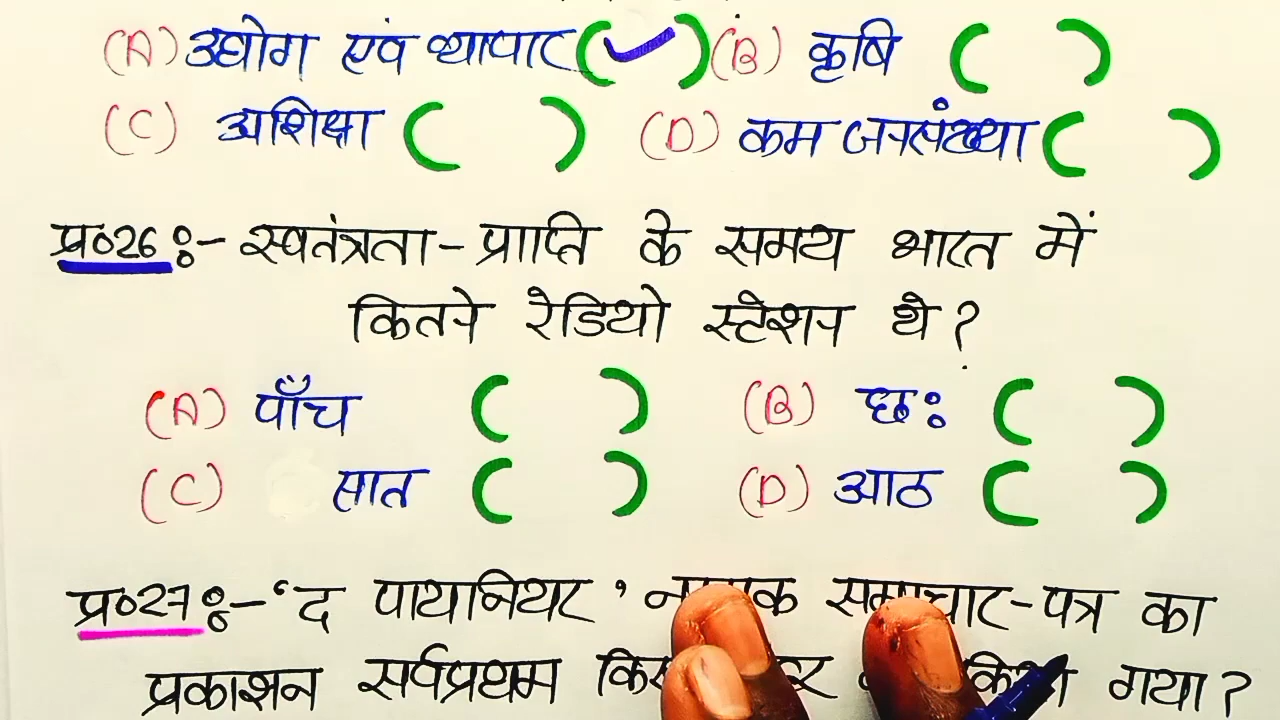 (A) उद्योग एवं व्यापार (✓) (B) कृषि ( )
(C) अशिक्षा ( ) (D) कम जनसंख्या ( )
प्र०26ः- स्वतंत्रता-प्राप्ति के समय भारत में
कितने रेडियो स्टेशन थे?
(A) पाँच ( ) (B) छः ( )
(C) सात ( ) (D) आठ ( )
प्र०27ः- 'द पायानियर' समाचार-पत्र का
प्रकाशन सर्वप्रथम गया?